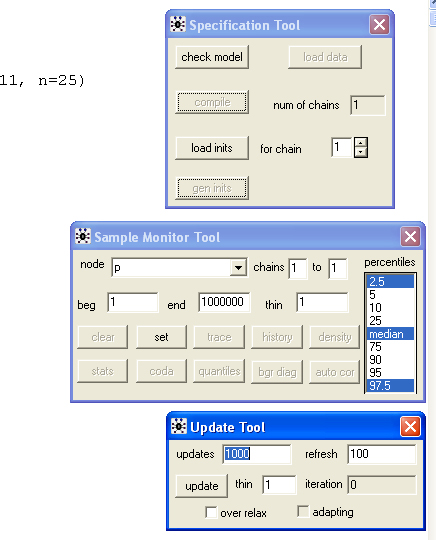 Specification Tool
check model load data
11, n=25)
compile num of chains 1
load inits for chain 1
gen inits
Sample Monitor Tool
node p chains 1 to 1 percentiles
beg 1 end 1000000 thin 1
2.5
5
10
25
median
75
90
95
97.5
clear set trace history density
stats coda quantiles bgr diag auto cor
Update Tool
updates 1000 refresh 100
update thin 1 iteration 0
over relax adapting